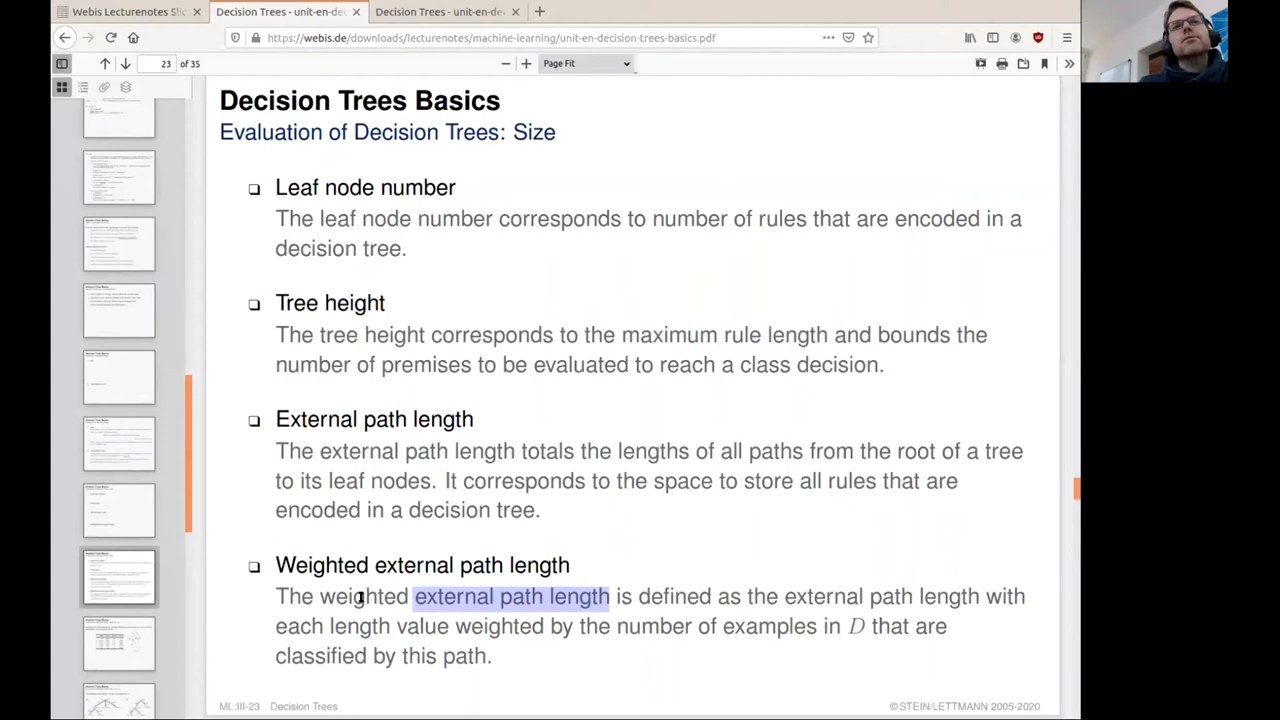 Webis Lecturenotes Slid
Decision Trees - unit-en-de
Decision Trees - unit-en-de
https://webis.de/downloads/lecturenotes/machine-learning/unit-en-decision-trees-basics.pdf
23 of 35
Page Fit
Decision Trees Basics
Evaluation of Decision Trees: Size
Leaf node number
The leaf node number corresponds to number of rules that are encoded in a
decision tree.
Tree height
The tree height corresponds to the maximum rule length and bounds the
number of premises to be evaluated to reach a class decision.
External path length
The external path length totals the lengths of all paths from the root of a tree
to its leaf nodes. It corresponds to the space to store all rules that are
encoded in a decision tree.
Weighted external path length
The weighted external path length is defined as the external path length with
each length value weighted by the number of examples in D that are
classified by this path.
ML:III-23 Decision Trees ©STEIN/LETTMANN 2005-2020